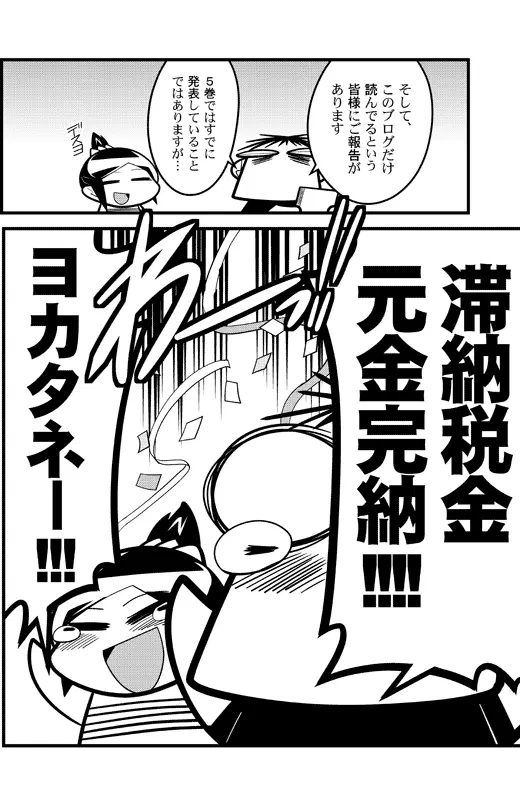 そして、
このブログだけ
読んでるという
皆様にご報告が
あります
５巻ではすでに
発表していること
ではありますが…
デスヨ
滞納税金
元金完納!!!!
わーっ
ヨカタネー!!!